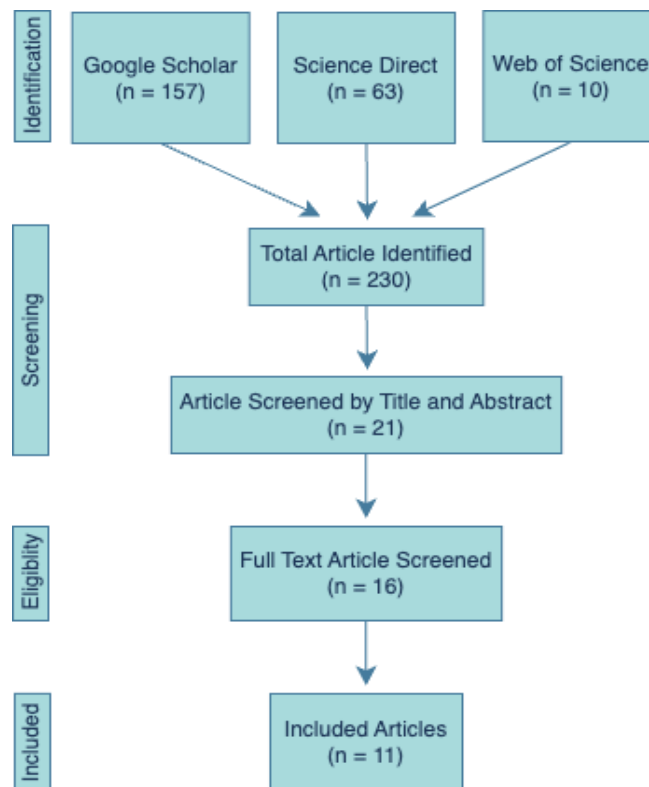 Identification
Google Scholar
(n = 157)
Science Direct
(n = 63)
Web of Science
(n = 10)
Screening
Total Article Identified
(n = 230)
Article Screened by Title and Abstract
(n = 21)
Eligiblity
Full Text Article Screened
(n = 16)
Included
Included Articles
(n = 11)